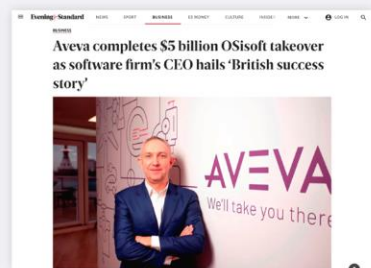 Evening Standard NEWS SPORT BUSINESS ES MONEY CULTURE INSIDER MORE LOG IN
BUSINESS
Aveva completes $5 billion OSIsoft takeover
as software firm's CEO hails ‘British success
story’
AVEVA
We'll take you there